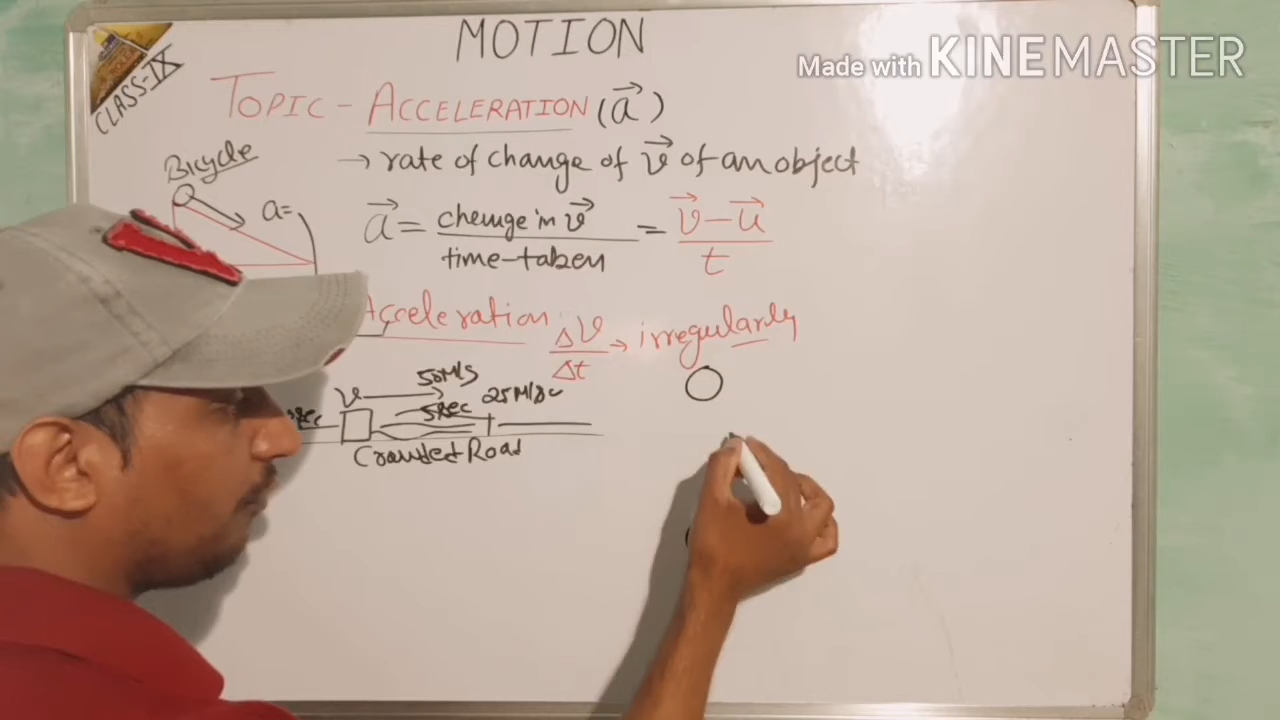 MOTION
Made with KINEMASTER
CLASS-IX
TOPIC - ACCELERATION (a⃗)
→ rate of change of v⃗ of an object
Bicycle
a=
a⃗ = change in v⃗ / time-taken = v⃗ - u⃗ / t
Acceleration Δv/Δt → irregularly
v → 50M/S
5sec 25M/sec
Crowded Road